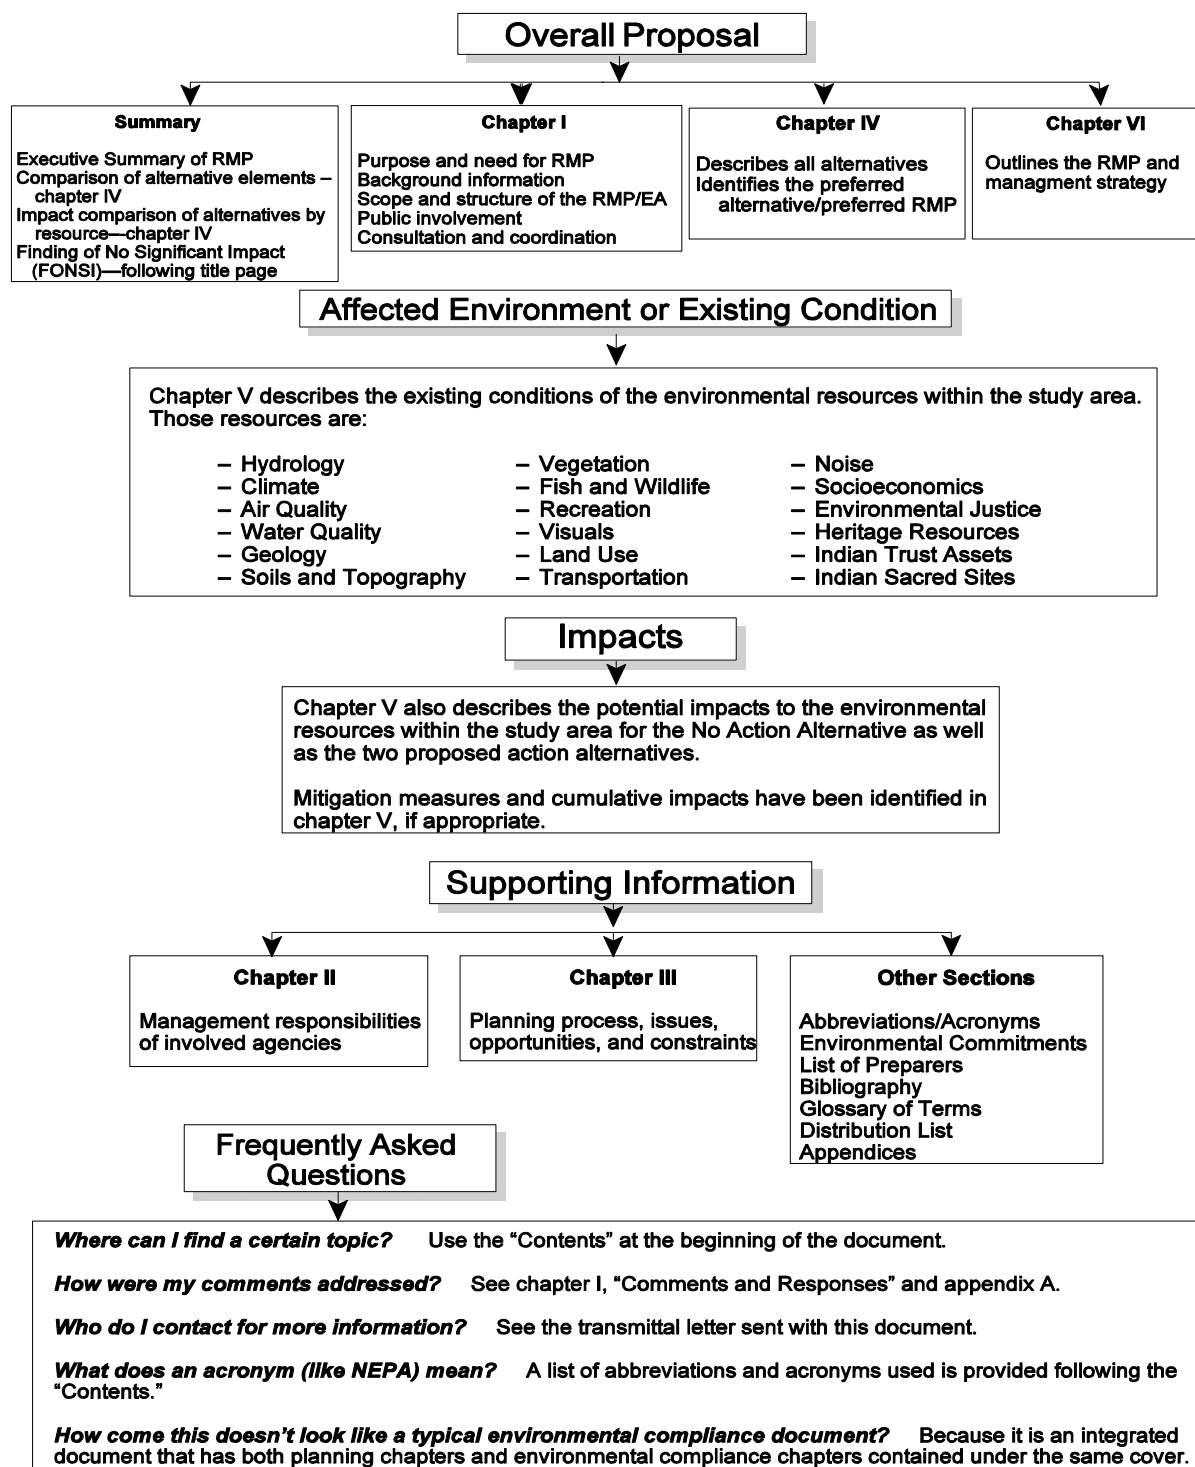 Overall Proposal
Summary
Executive Summary of RMP
Comparison of alternative elements –
chapter IV
Impact comparison of alternatives by
resource—chapter IV
Finding of No Significant Impact
(FONSI)—following title page
Chapter I
Purpose and need for RMP
Background information
Scope and structure of the RMP/EA
Public involvement
Consultation and coordination
Chapter IV
Describes all alternatives
Identifies the preferred
alternative/preferred RMP
Chapter VI
Outlines the RMP and
managment strategy
Affected Environment or Existing Condition
Chapter V describes the existing conditions of the environmental resources within the study area.
Those resources are:
– Hydrology
– Climate
– Air Quality
– Water Quality
– Geology
– Soils and Topography
– Vegetation
– Fish and Wildlife
– Recreation
– Visuals
– Land Use
– Transportation
– Noise
– Socioeconomics
– Environmental Justice
– Heritage Resources
– Indian Trust Assets
– Indian Sacred Sites
Impacts
Chapter V also describes the potential impacts to the environmental
resources within the study area for the No Action Alternative as well
as the two proposed action alternatives.
Mitigation measures and cumulative impacts have been identified in
chapter V, if appropriate.
Supporting Information
Chapter II
Management responsibilities
of involved agencies
Chapter III
Planning process, issues,
opportunities, and constraints
Other Sections
Abbreviations/Acronyms
Environmental Commitments
List of Preparers
Bibliography
Glossary of Terms
Distribution List
Appendices
Frequently Asked
Questions
Where can I find a certain topic? Use the “Contents” at the beginning of the document.
How were my comments addressed? See chapter I, “Comments and Responses” and appendix A.
Who do I contact for more information? See the transmittal letter sent with this document.
What does an acronym (like NEPA) mean? A list of abbreviations and acronyms used is provided following the
“Contents.”
How come this doesn’t look like a typical environmental compliance document? Because it is an integrated
document that has both planning chapters and environmental compliance chapters contained under the same cover.